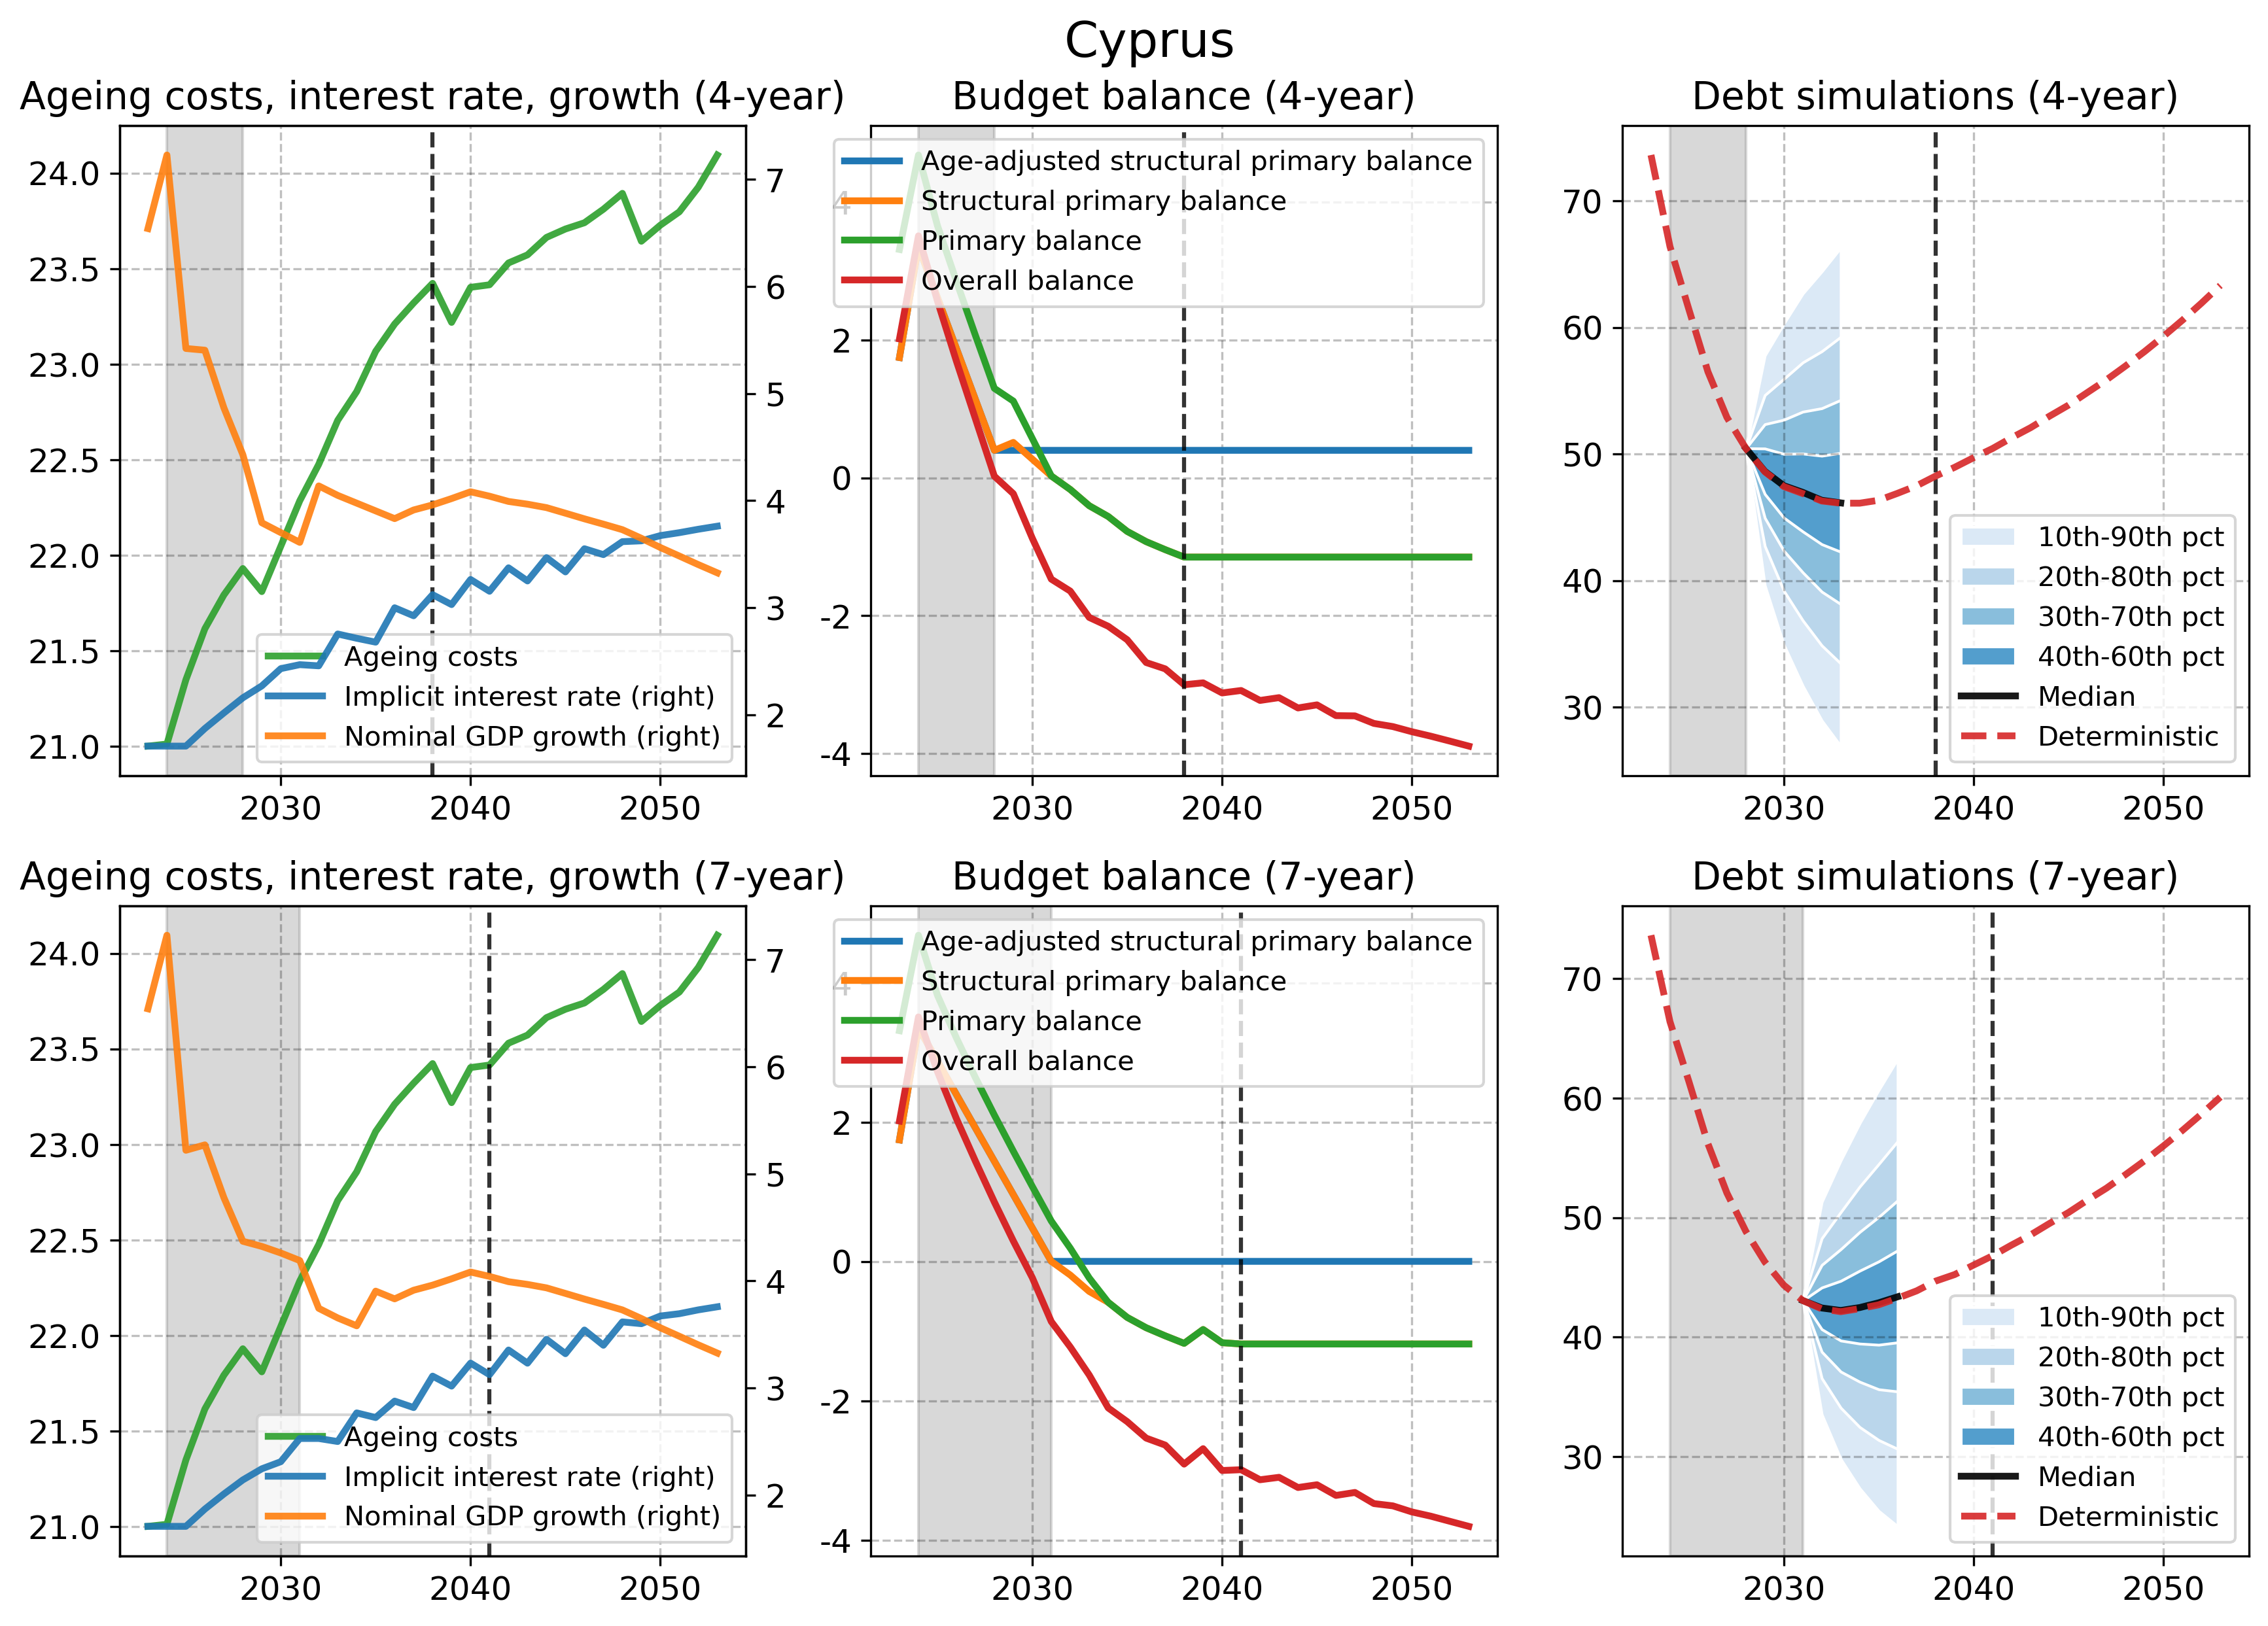 Cyprus
Ageing costs, interest rate, growth (4-year)
24.0
23.5
23.0
22.5
22.0
21.5
21.0
7
6
5
4
3
2
2030
2040
2050
Ageing costs
Implicit interest rate (right)
Nominal GDP growth (right)
Budget balance (4-year)
4
2
0
-2
-4
2030
2040
2050
Age-adjusted structural primary balance
Structural primary balance
Primary balance
Overall balance
Debt simulations (4-year)
70
60
50
40
30
2030
2040
2050
10th-90th pct
20th-80th pct
30th-70th pct
40th-60th pct
Median
Deterministic
Ageing costs, interest rate, growth (7-year)
24.0
23.5
23.0
22.5
22.0
21.5
21.0
7
6
5
4
3
2
2030
2040
2050
Ageing costs
Implicit interest rate (right)
Nominal GDP growth (right)
Budget balance (7-year)
4
2
0
-2
-4
2030
2040
2050
Age-adjusted structural primary balance
Structural primary balance
Primary balance
Overall balance
Debt simulations (7-year)
70
60
50
40
30
2030
2040
2050
10th-90th pct
20th-80th pct
30th-70th pct
40th-60th pct
Median
Deterministic